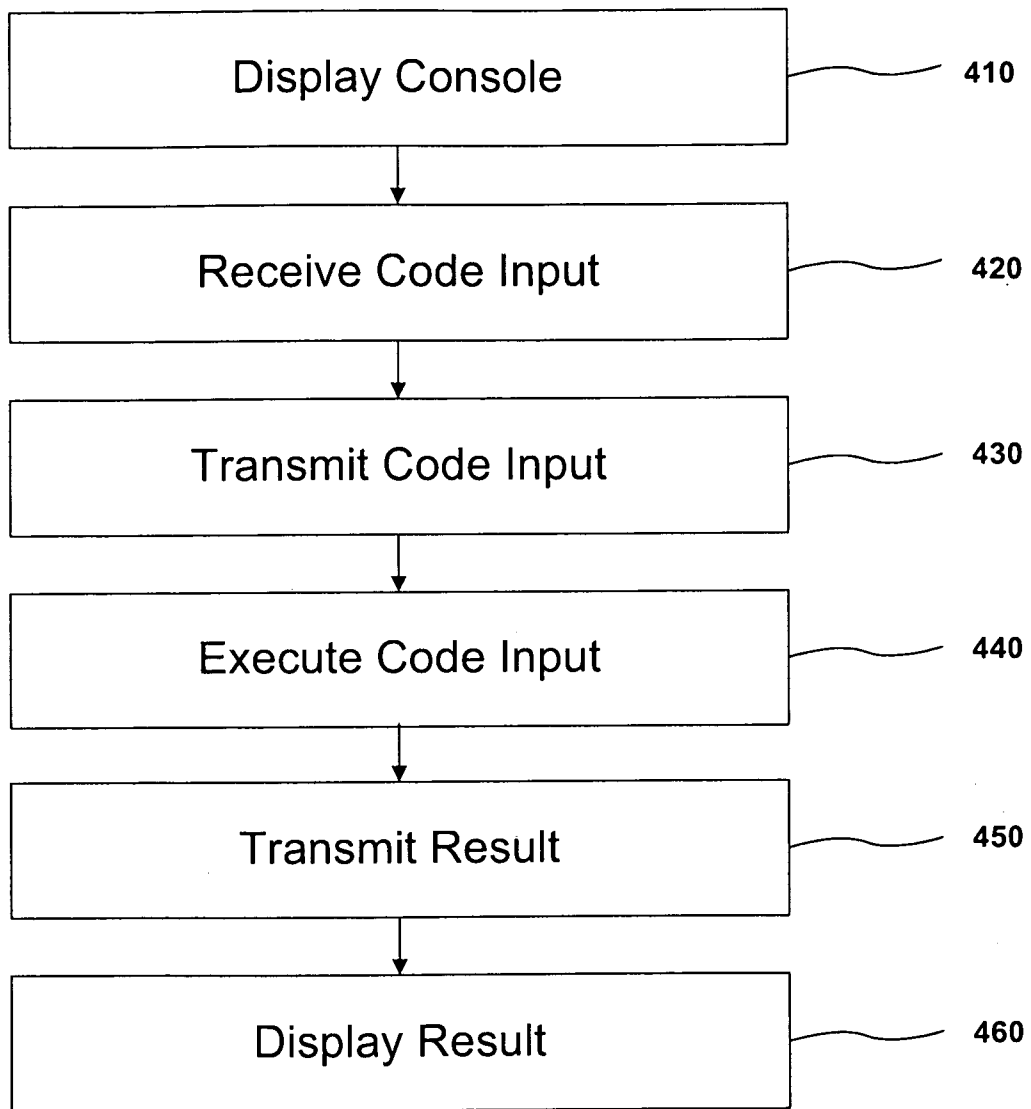 Display Console
410
Receive Code Input
420
Transmit Code Input
430
Execute Code Input
440
Transmit Result
450
Display Result
460